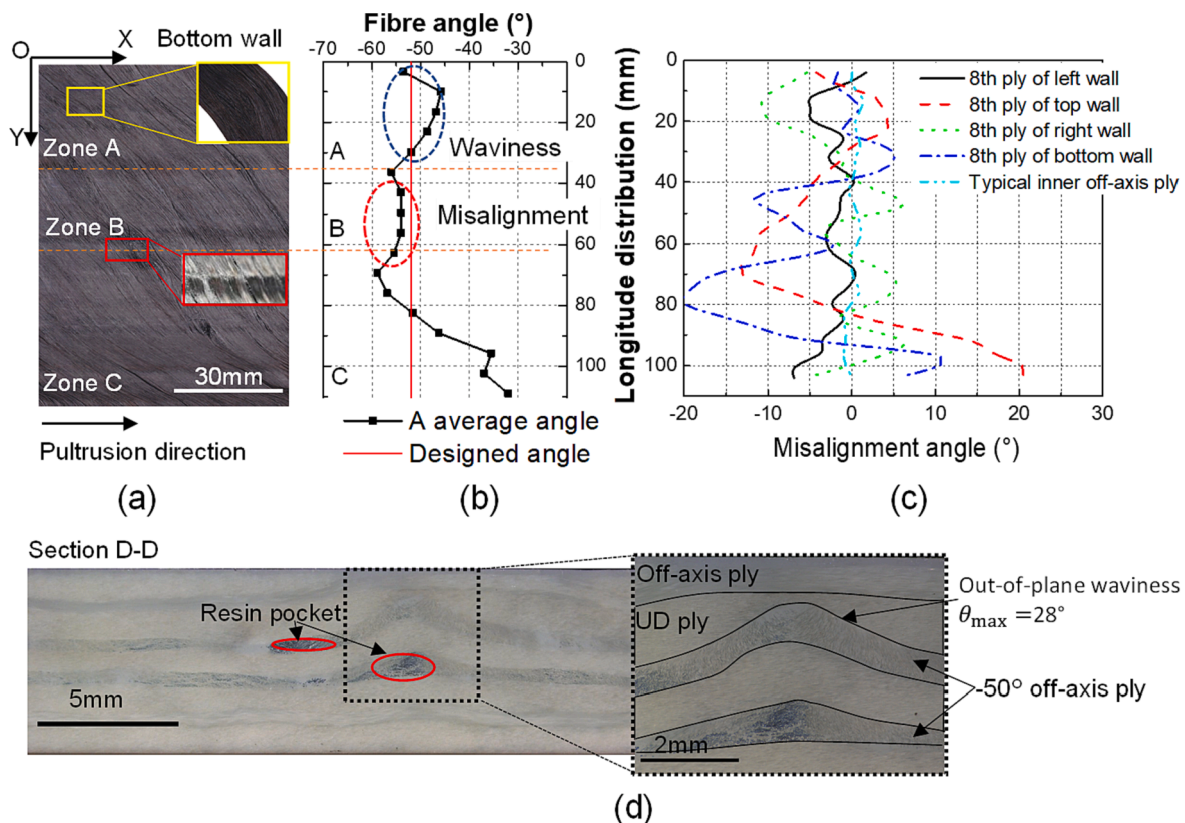 O
X
Bottom wall
Y
Zone A
Zone B
Zone C
30mm
Pultrusion direction
(a)
Fibre angle (°)
-70 -60 -50 -40 -30
0
20
40
60
80
100
A
B
C
Waviness
Misalignment
A average angle
Designed angle
(b)
Longitude distribution (mm)
0
20
40
60
80
100
8th ply of left wall
8th ply of top wall
8th ply of right wall
8th ply of bottom wall
Typical inner off-axis ply
-20 -10 0 10 20 30
Misalignment angle (°)
(c)
Section D-D
Resin pocket
5mm
Off-axis ply
UD ply
2mm
Out-of-plane waviness
θmax =28°
-50° off-axis ply
(d)